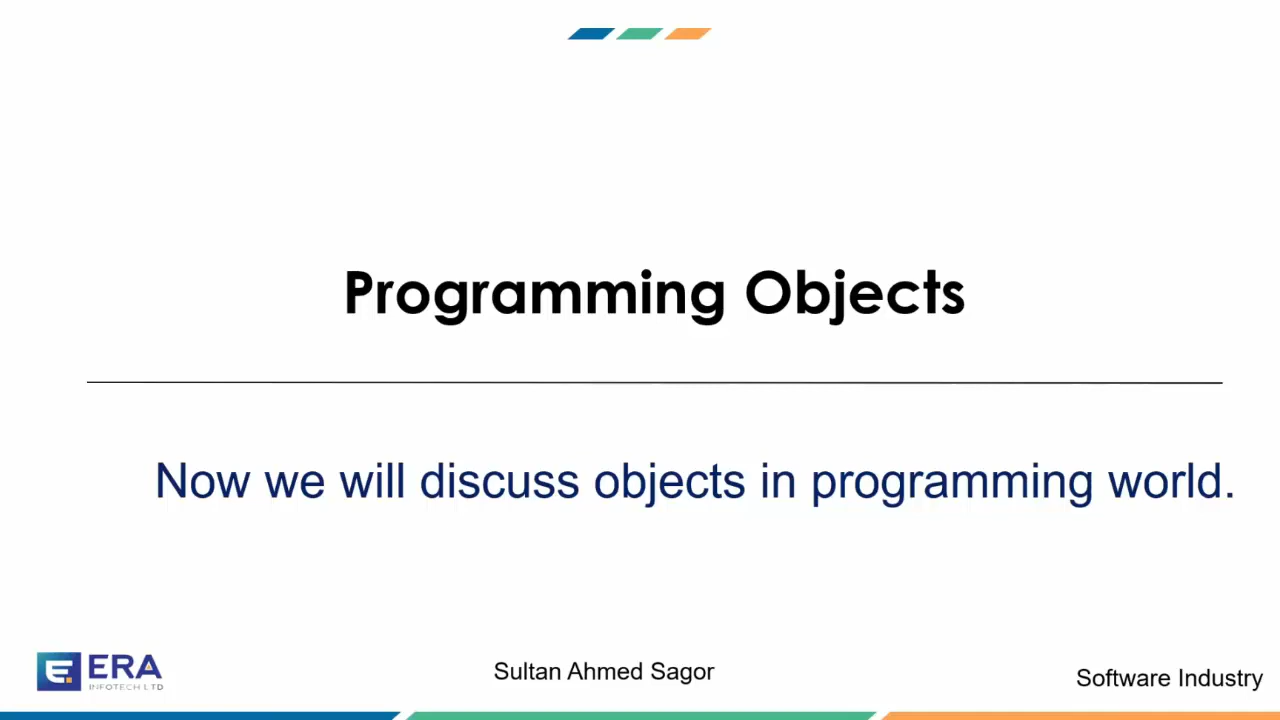 Programming Objects
Now we will discuss objects in programming world.
ERA
INFOTECH LTD
Sultan Ahmed Sagor
Software Industry